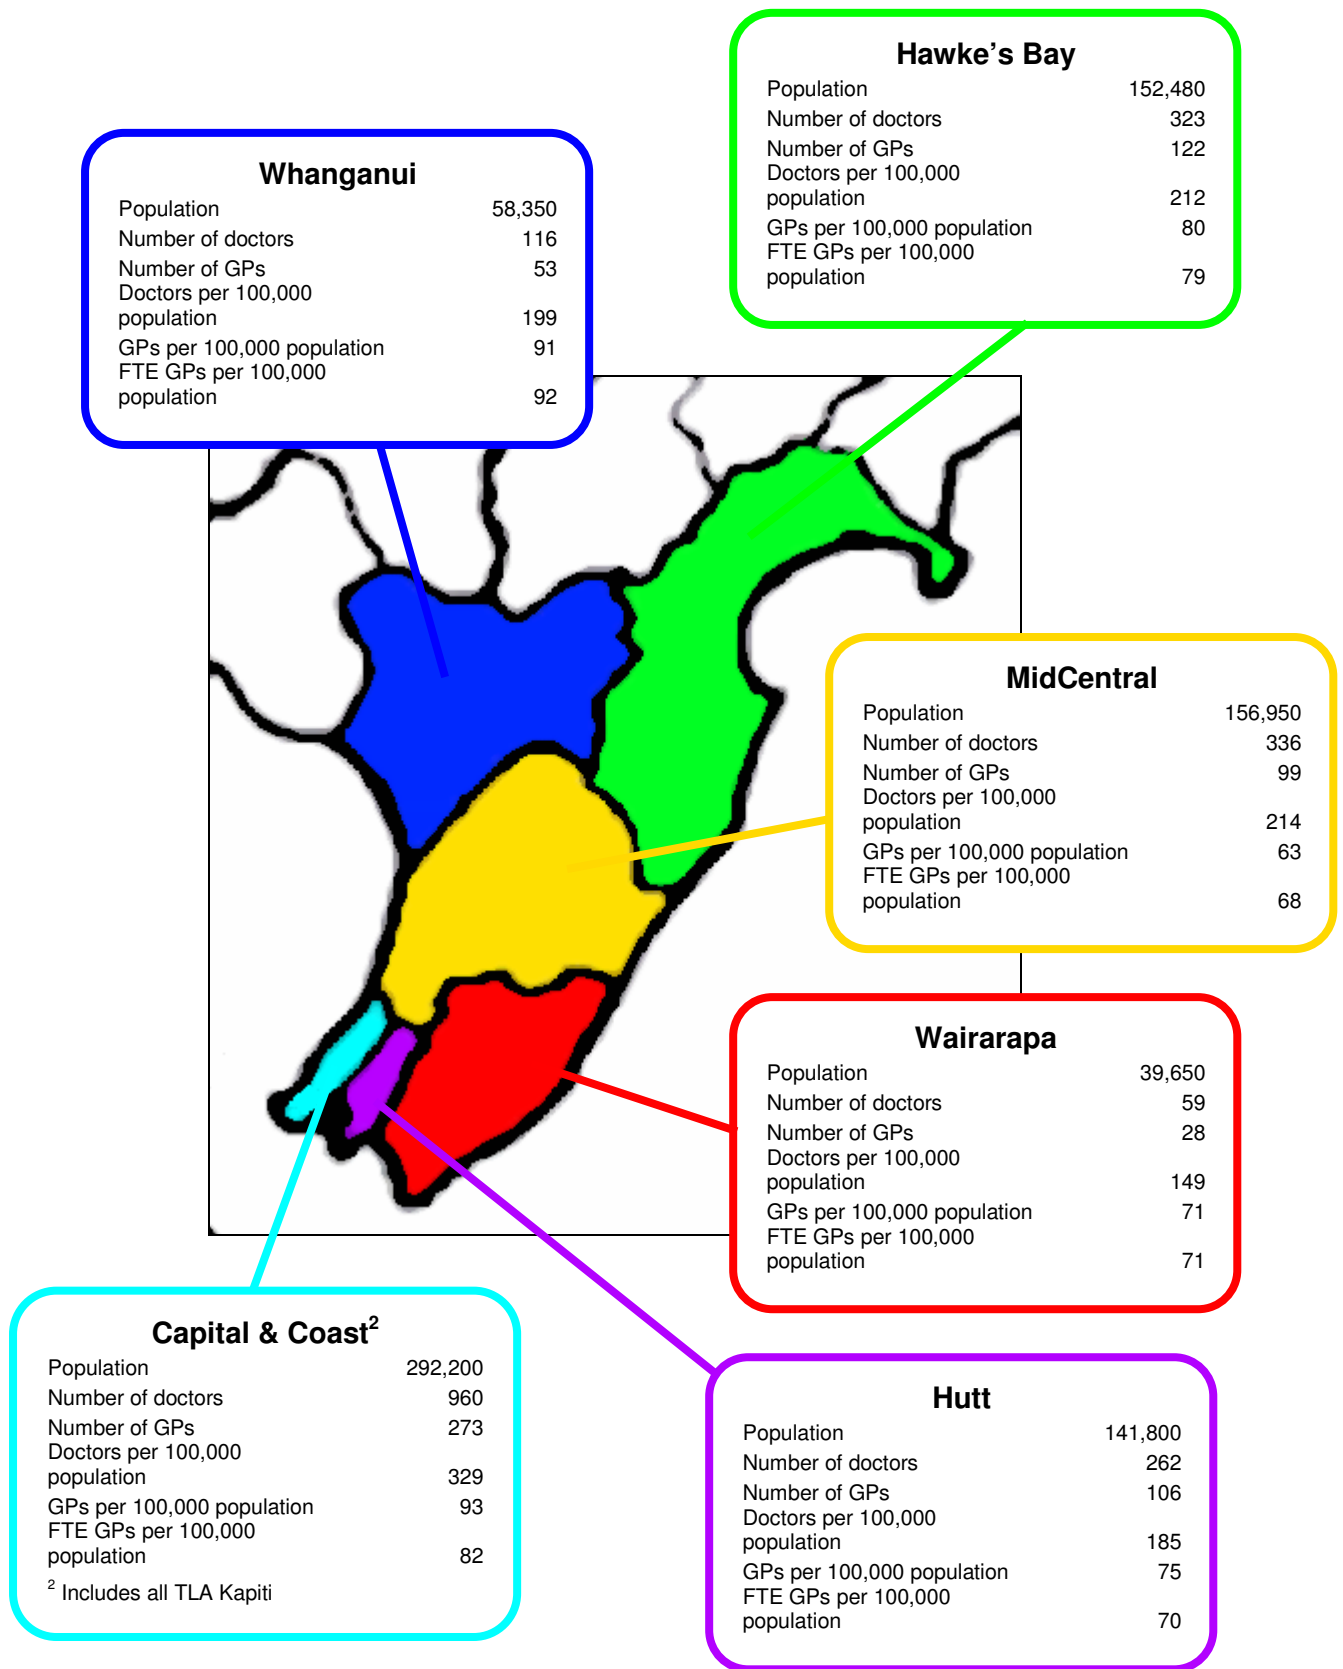 Hawke's Bay
Population 152,480
Number of doctors 323
Number of GPs 122
Doctors per 100,000
population 212
GPs per 100,000 population 80
FTE GPs per 100,000
population 79
Whanganui
Population 58,350
Number of doctors 116
Number of GPs 53
Doctors per 100,000
population 199
GPs per 100,000 population 91
FTE GPs per 100,000
population 92
MidCentral
Population 156,950
Number of doctors 336
Number of GPs 99
Doctors per 100,000
population 214
GPs per 100,000 population 63
FTE GPs per 100,000
population 68
Wairarapa
Population 39,650
Number of doctors 59
Number of GPs 28
Doctors per 100,000
population 149
GPs per 100,000 population 71
FTE GPs per 100,000
population 71
Capital & Coast²
Population 292,200
Number of doctors 960
Number of GPs 273
Doctors per 100,000
population 329
GPs per 100,000 population 93
FTE GPs per 100,000
population 82
² Includes all TLA Kapiti
Hutt
Population 141,800
Number of doctors 262
Number of GPs 106
Doctors per 100,000
population 185
GPs per 100,000 population 75
FTE GPs per 100,000
population 70